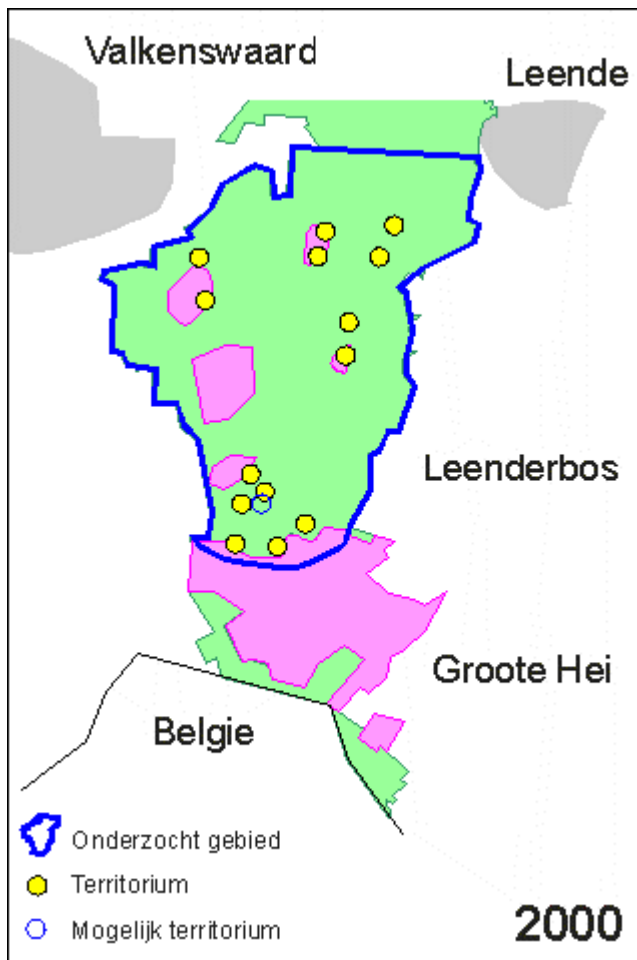 Valkenswaard
Leende
Leenderbos
Groote Hei
Belgie
Onderzocht gebied
Territorium
Mogelijk territorium
2000